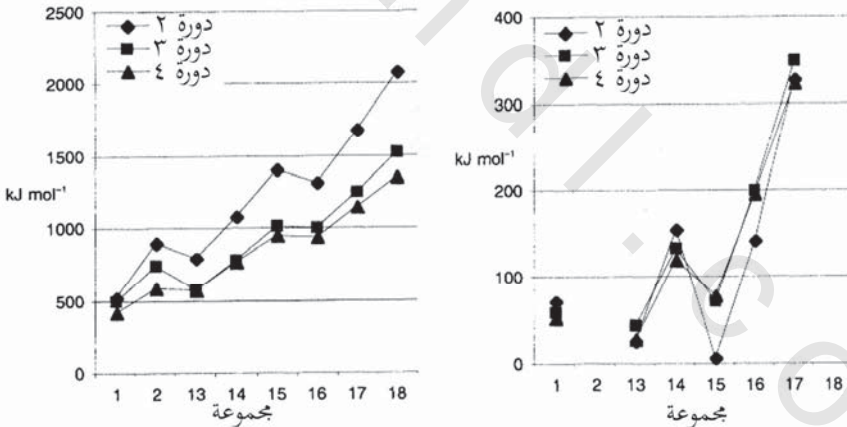 2500
2000
1500
1000
500
0
kJ mol⁻¹
دورة ٢
دورة ٣
دورة ٤
1 2 13 14 15 16 17 18
مجموعة
400
300
200
100
0
kJ mol⁻¹
دورة ٢
دورة ٣
دورة ٤
1 2 13 14 15 16 17 18
مجموعة